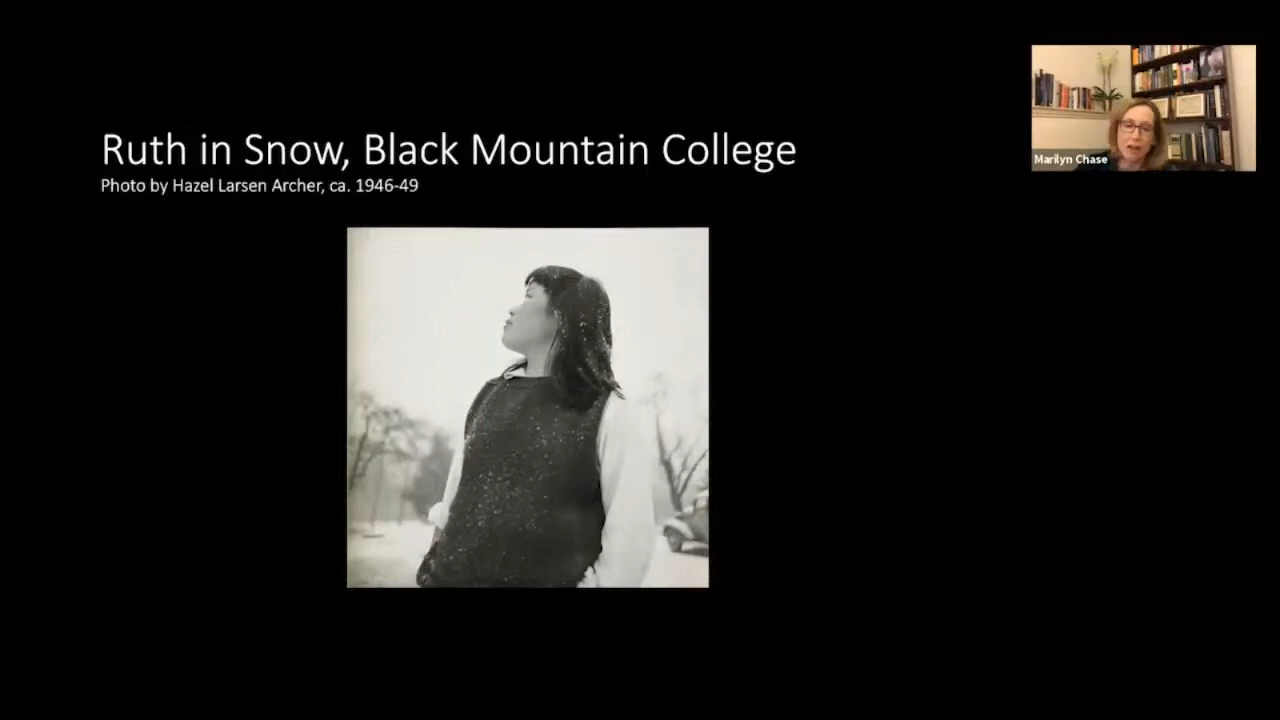 Ruth in Snow, Black Mountain College
Photo by Hazel Larsen Archer, ca. 1946-49
Marilyn Chase